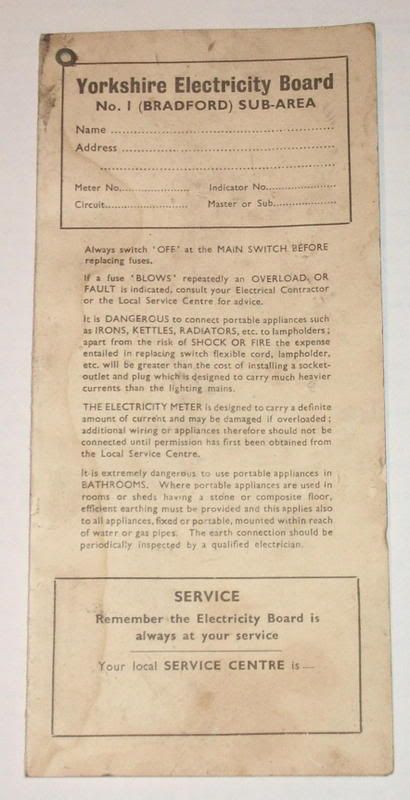 Yorkshire Electricity Board
No. 1 (BRADFORD) SUB-AREA
Name
Address
Meter No. Indicator No.
Circuit Master or Sub.
Always switch 'OFF' at the MAIN SWITCH BEFORE
replacing fuses.
If a fuse 'BLOWS' repeatedly an OVERLOAD OR
FAULT is indicated, consult your Electrical Contractor
or the Local Service Centre for advice.
It is DANGEROUS to connect portable appliances such
as IRONS, KETTLES, RADIATORS, etc. to lampholders;
apart from the risk of SHOCK OR FIRE the expense
entailed in replacing switch flexible cord, lampholder,
etc. will be greater than the cost of installing a socket-
outlet and plug which is designed to carry much heavier
currents than the lighting mains.
THE ELECTRICITY METER is designed to carry a definite
amount of current and may be damaged if overloaded;
additional wiring or appliances therefore should not be
connected until permission has first been obtained from
the Local Service Centre.
It is extremely dangerous to use portable appliances in
BATHROOMS. Where portable appliances are used in
rooms or sheds having a stone or composite floor,
efficient earthing must be provided and this applies also
to all appliances, fixed or portable, mounted within reach
of water or gas pipes. The earth connection should be
periodically inspected by a qualified electrician.
SERVICE
Remember the Electricity Board is
always at your service
Your local SERVICE CENTRE is —